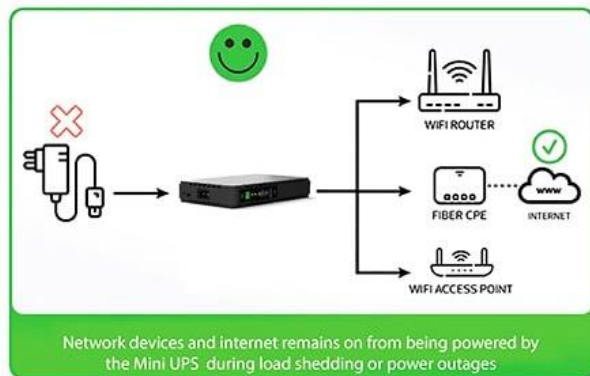 WIFI ROUTER
www
FIBER CPE
INTERNET
WIFI ACCESS POINT
Network devices and internet remains on from being powered by
the Mini UPS during load shedding or power outages